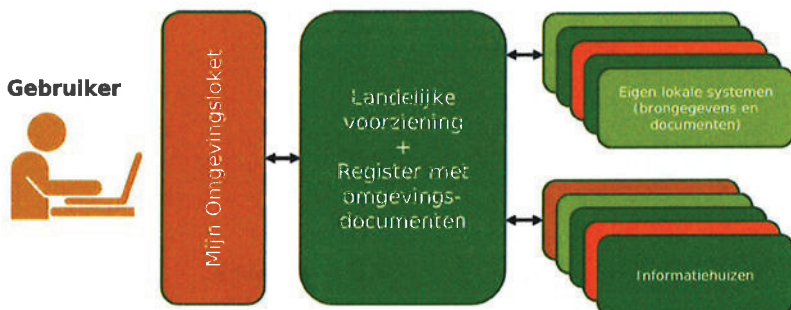 Gebruiker
Mijn Omgevingsloket
Landelijke
voorziening
+
Register met
omgevings-
documenten
Eigen lokale systemen
(brongegevens en
documenten)
Informatiehuizen